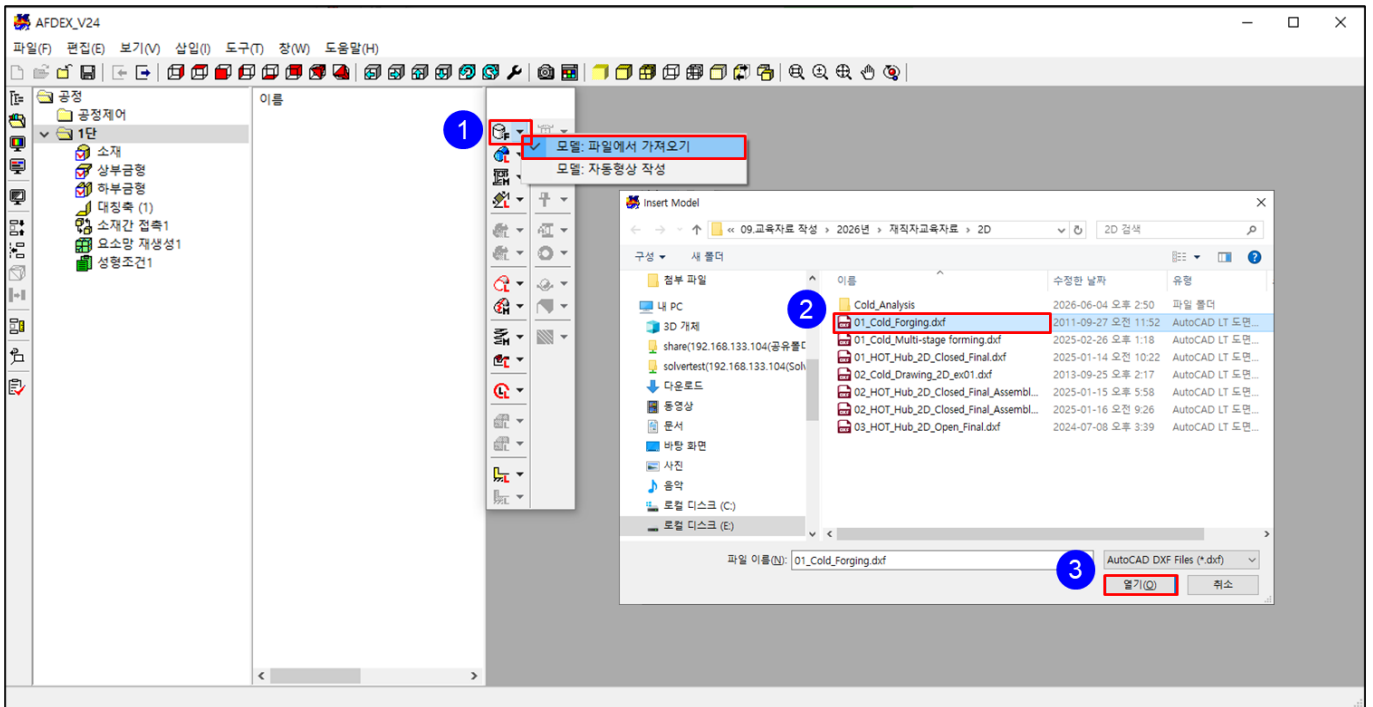 AFDEX_V24
파일(F) 편집(E) 보기(V) 삽입(I) 도구(T) 창(W) 도움말(H)
공정
공정제어
1단
소재
상부금형
하부금형
대칭축 (1)
소재간 접촉1
요소망 재생성1
성형조건1
이름
1
모델: 파일에서 가져오기
모델: 자동형상 작성
Insert Model
« 09.교육자료 작성 › 2026년 › 재직자교육자료 › 2D
2D 검색
구성 새 폴더
첨부 파일
내 PC
3D 개체
share(192.168.133.104(공유폴더
solvertest(192.168.133.104(Solv
다운로드
동영상
문서
바탕 화면
사진
음악
로컬 디스크 (C:)
로컬 디스크 (E:)
2
이름 수정한 날짜 유형
Cold_Analysis 2026-06-04 오후 2:50 파일 폴더
01_Cold_Forging.dxf 2011-09-27 오전 11:52 AutoCAD LT 도면...
01_Cold_Multi-stage forming.dxf 2025-02-26 오후 1:18 AutoCAD LT 도면...
01_HOT_Hub_2D_Closed_Final.dxf 2025-01-14 오전 10:22 AutoCAD LT 도면...
02_Cold_Drawing_2D_ex01.dxf 2013-09-25 오후 2:17 AutoCAD LT 도면...
02_HOT_Hub_2D_Closed_Final_Assembl... 2025-01-15 오후 5:58 AutoCAD LT 도면...
02_HOT_Hub_2D_Closed_Final_Assembl... 2025-01-16 오전 9:26 AutoCAD LT 도면...
03_HOT_Hub_2D_Open_Final.dxf 2024-07-08 오후 3:39 AutoCAD LT 도면...
파일 이름(N): 01_Cold_Forging.dxf
AutoCAD DXF Files (*.dxf)
3
열기(O) 취소